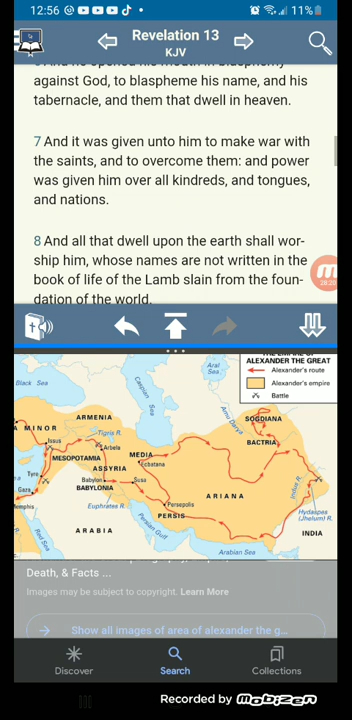 12:56
11%
Revelation 13
KJV
against God, to blaspheme his name, and his
tabernacle, and them that dwell in heaven.
7 And it was given unto him to make war with
the saints, and to overcome them: and power
was given him over all kindreds, and tongues,
and nations.
8 And all that dwell upon the earth shall wor-
ship him, whose names are not written in the
book of life of the Lamb slain from the foun-
dation of the world.
THE EMPIRE OF
ALEXANDER THE GREAT
Alexander's route
Alexander's empire
Battle
Black Sea
Caspian Sea
Aral Sea
Amu Darya
SOGDIANA
BACTRIA
A MINOR
ARMENIA
Tigris R.
Issus
Arbela
MESOPOTAMIA
MEDIA
Ecbatana
ASSYRIA
Tyre
Babylon
Susa
Gaza
BABYLONIA
ARIANA
Indus R.
Euphrates R.
Persepolis
PERSIS
Hydaspes
(Jhelum) R.
Red Sea
ARABIA
Persian Gulf
INDIA
Arabian Sea
Death, & Facts ...
Images may be subject to copyright. Learn More
Show all images of area of alexander the g...
Discover
Search
Collections
Recorded by Mobizen